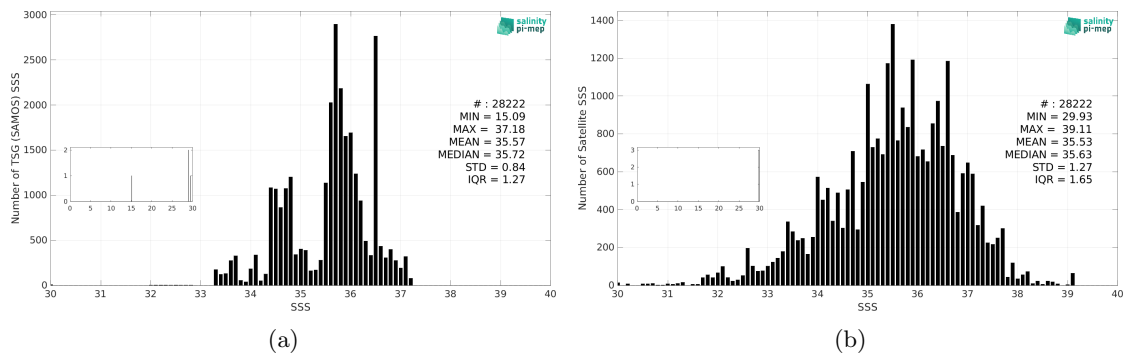 salinity
pi-mep
Number of TSG (SAMOS) SSS
3000
2500
2000
1500
1000
500
0
# : 28222
MIN = 15.09
MAX = 37.18
MEAN = 35.57
MEDIAN = 35.72
STD = 0.84
IQR = 1.27
2
1
0
0 5 10 15 20 25 30
30 31 32 33 34 35 36 37 38 39 40
SSS
(a)
salinity
pi-mep
Number of Satellite SSS
1400
1200
1000
800
600
400
200
0
# : 28222
MIN = 29.93
MAX = 39.11
MEAN = 35.53
MEDIAN = 35.63
STD = 1.27
IQR = 1.65
3
2
1
0
0 5 10 15 20 25 30
30 31 32 33 34 35 36 37 38 39 40
SSS
(b)